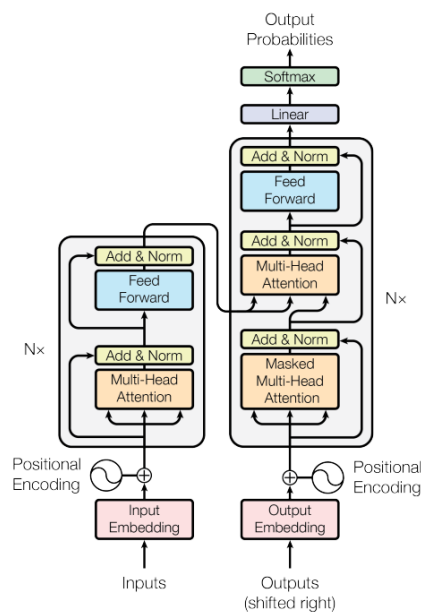 Output
Probabilities
Softmax
Linear
Add & Norm
Feed
Forward
Add & Norm
Multi-Head
Attention
Add & Norm
Masked
Multi-Head
Attention
N×
Add & Norm
Feed
Forward
Add & Norm
Multi-Head
Attention
N×
Positional
Encoding
Positional
Encoding
Input
Embedding
Output
Embedding
Inputs
Outputs
(shifted right)